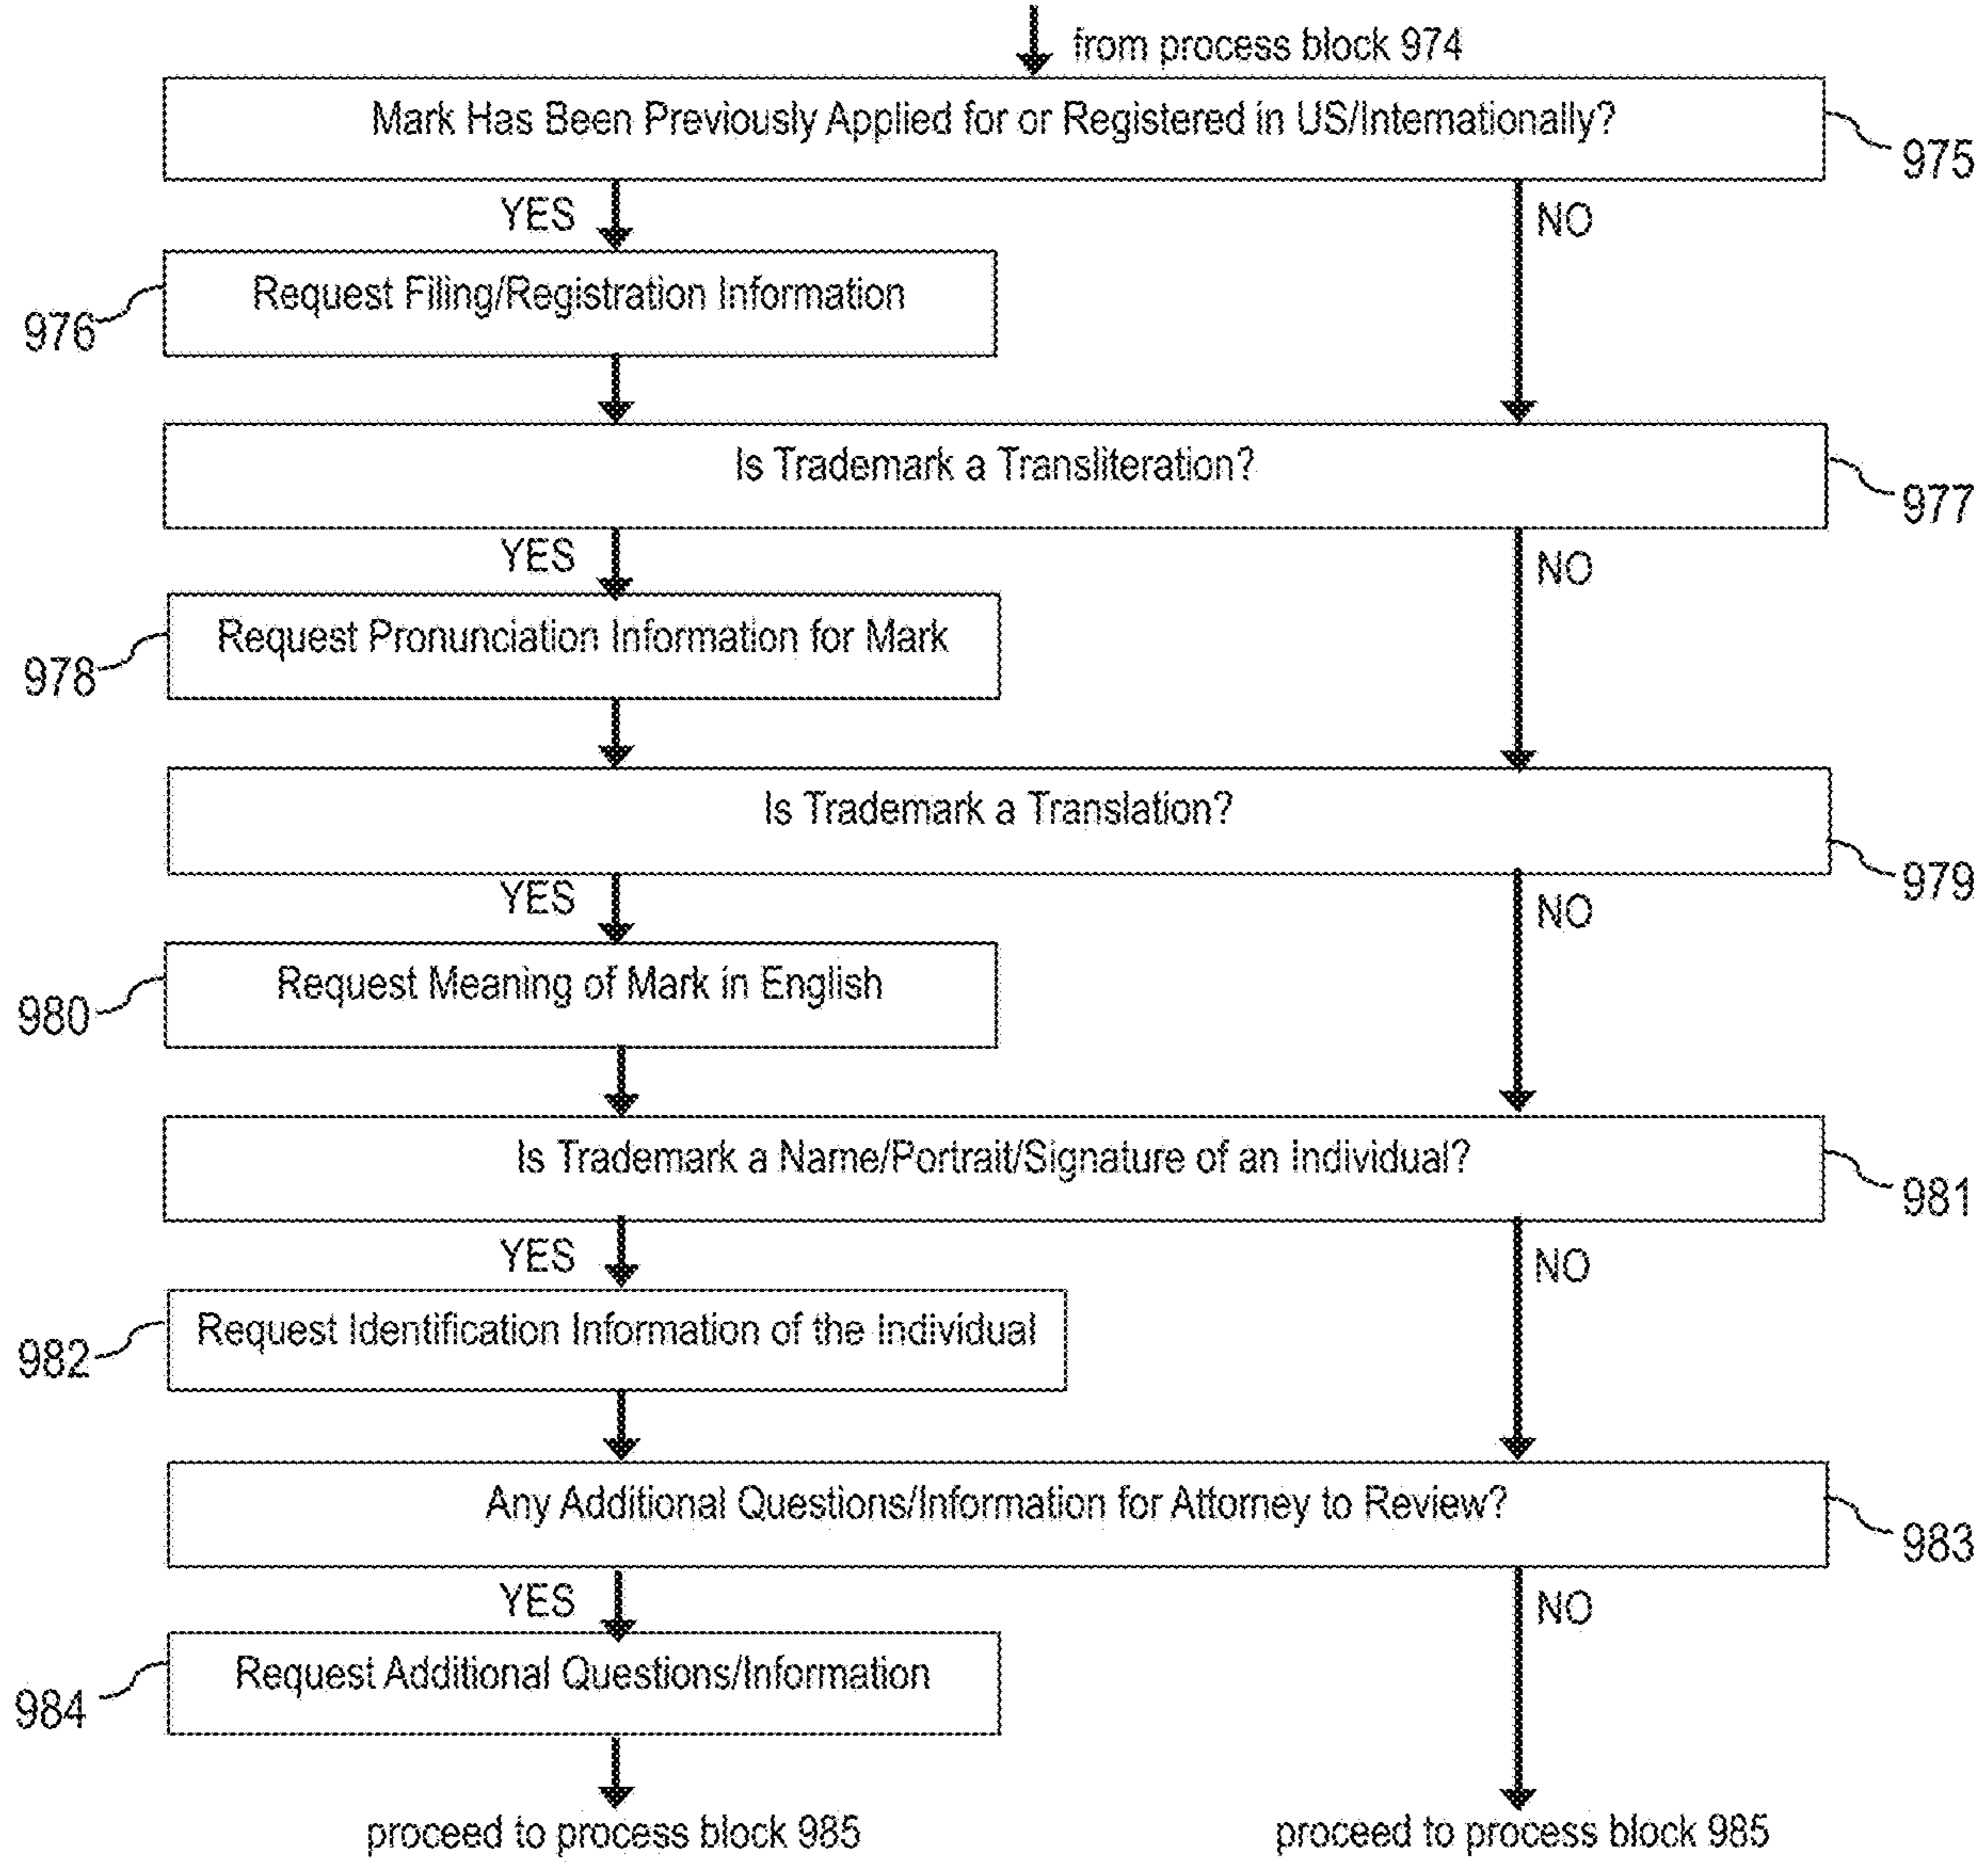 from process block 974
Mark Has Been Previously Applied for or Registered in US/Internationally?
975
YES
NO
Request Filing/Registration Information
976
Is Trademark a Transliteration?
977
YES
NO
Request Pronunciation Information for Mark
978
Is Trademark a Translation?
979
YES
NO
Request Meaning of Mark in English
980
Is Trademark a Name/Portrait/Signature of an Individual?
981
YES
NO
Request Identification Information of the Individual
982
Any Additional Questions/Information for Attorney to Review?
983
YES
NO
Request Additional Questions/Information
984
proceed to process block 985
proceed to process block 985